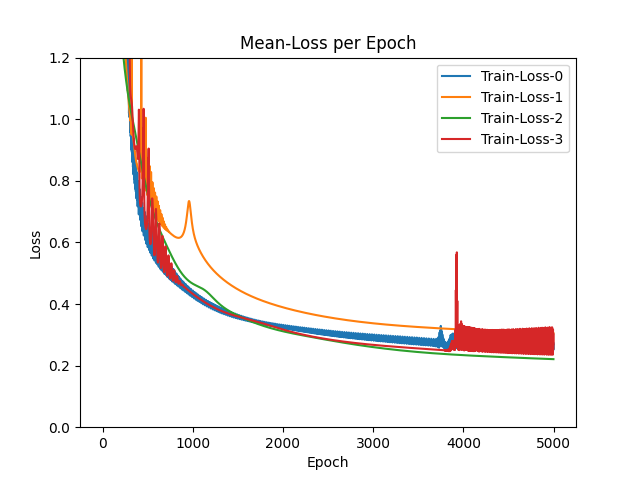 Mean-Loss per Epoch
1.2
1.0
0.8
0.6
0.4
0.2
0.0
Loss
Train-Loss-0
Train-Loss-1
Train-Loss-2
Train-Loss-3
0 1000 2000 3000 4000 5000
Epoch